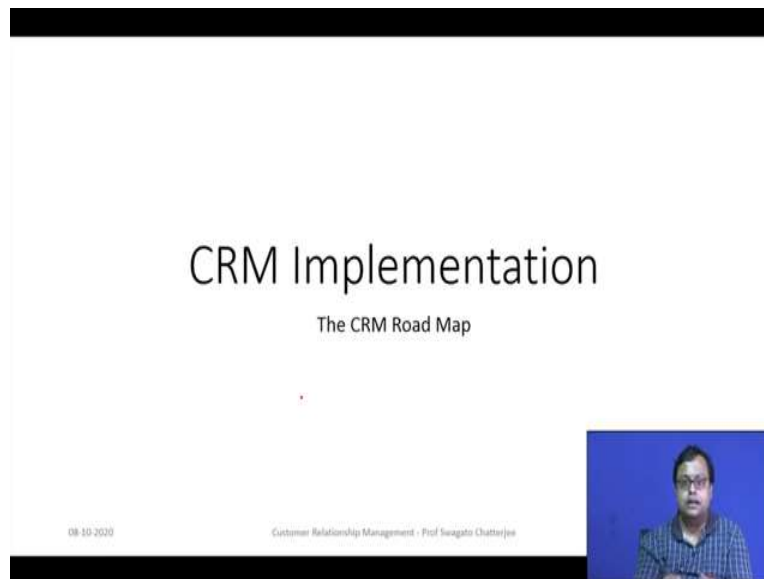 CRM Implementation
The CRM Road Map
08-10-2020
Customer Relationship Management - Prof Swagato Chatterjee